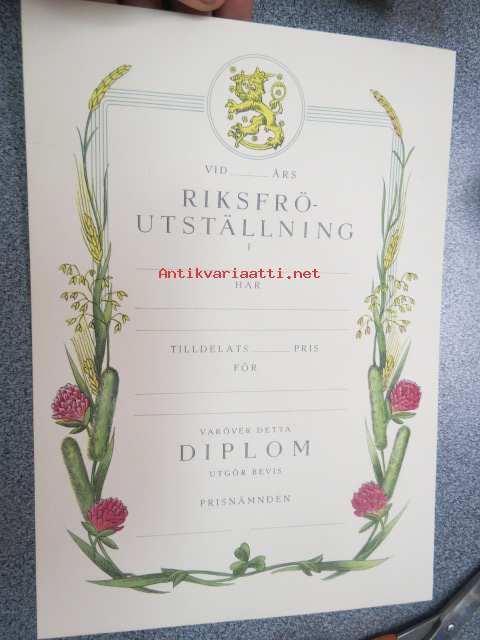 VID ÅRS
RIKSFRÖ-
UTSTÄLLNING
I
Antikvariaatti.net
HAR
TILLDELATS PRIS
FÖR
VARÖVER DETTA
DIPLOM
UTGÖR BEVIS
PRISNÄMNDEN